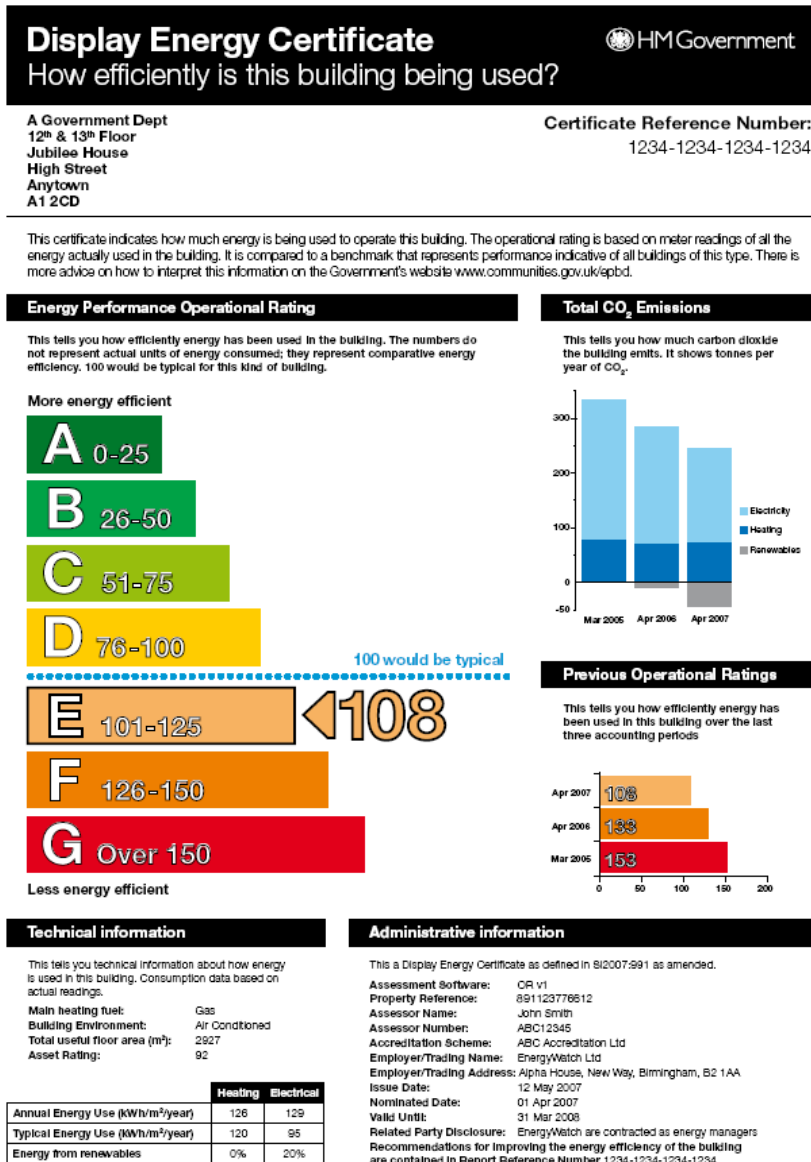 Display Energy Certificate
HM Government
How efficiently is this building being used?
A Government Dept
12th & 13th Floor
Jubilee House
High Street
Anytown
A1 2CD
Certificate Reference Number:
1234-1234-1234-1234
This certificate indicates how much energy is being used to operate this building. The operational rating is based on meter readings of all the
energy actually used in the building. It is compared to a benchmark that represents performance indicative of all buildings of this type. There is
more advice on how to interpret this information on the Government's website www.communities.gov.uk/epbd.
Energy Performance Operational Rating
This tells you how efficiently energy has been used in the building. The numbers do
not represent actual units of energy consumed; they represent comparative energy
efficiency. 100 would be typical for this kind of building.
More energy efficient
A 0-25
B 26-50
C 51-75
D 76-100
100 would be typical
E 101-125
108
F 126-150
G Over 150
Less energy efficient
Total CO2 Emissions
This tells you how much carbon dioxide
the building emits. It shows tonnes per
year of CO2.
300
200
100
0
-50
Mar 2005 Apr 2006 Apr 2007
Electricity
Heating
Renewables
Previous Operational Ratings
This tells you how efficiently energy has
been used in this building over the last
three accounting periods
Apr 2007 108
Apr 2006 133
Mar 2005 153
0 50 100 150 200
Technical information
This tells you technical information about how energy
is used in this building. Consumption data based on
actual readings.
Main heating fuel: Gas
Building Environment: Air Conditioned
Total useful floor area (m²): 2927
Asset Rating: 92
Heating Electrical
Annual Energy Use (kWh/m²/year) 126 129
Typical Energy Use (kWh/m²/year) 120 95
Energy from renewables 0% 20%
Administrative information
This a Display Energy Certificate as defined in SI2007:991 as amended.
Assessment Software: OR v1
Property Reference: 891123776612
Assessor Name: John Smith
Assessor Number: ABC12345
Accreditation Scheme: ABC Accreditation Ltd
Employer/Trading Name: EnergyWatch Ltd
Employer/Trading Address: Alpha House, New Way, Birmingham, B2 1AA
Issue Date: 12 May 2007
Nominated Date: 01 Apr 2007
Valid Until: 31 Mar 2008
Related Party Disclosure: EnergyWatch are contracted as energy managers
Recommendations for improving the energy efficiency of the building
are contained in Report Reference Number 1234-1234-1234-1234